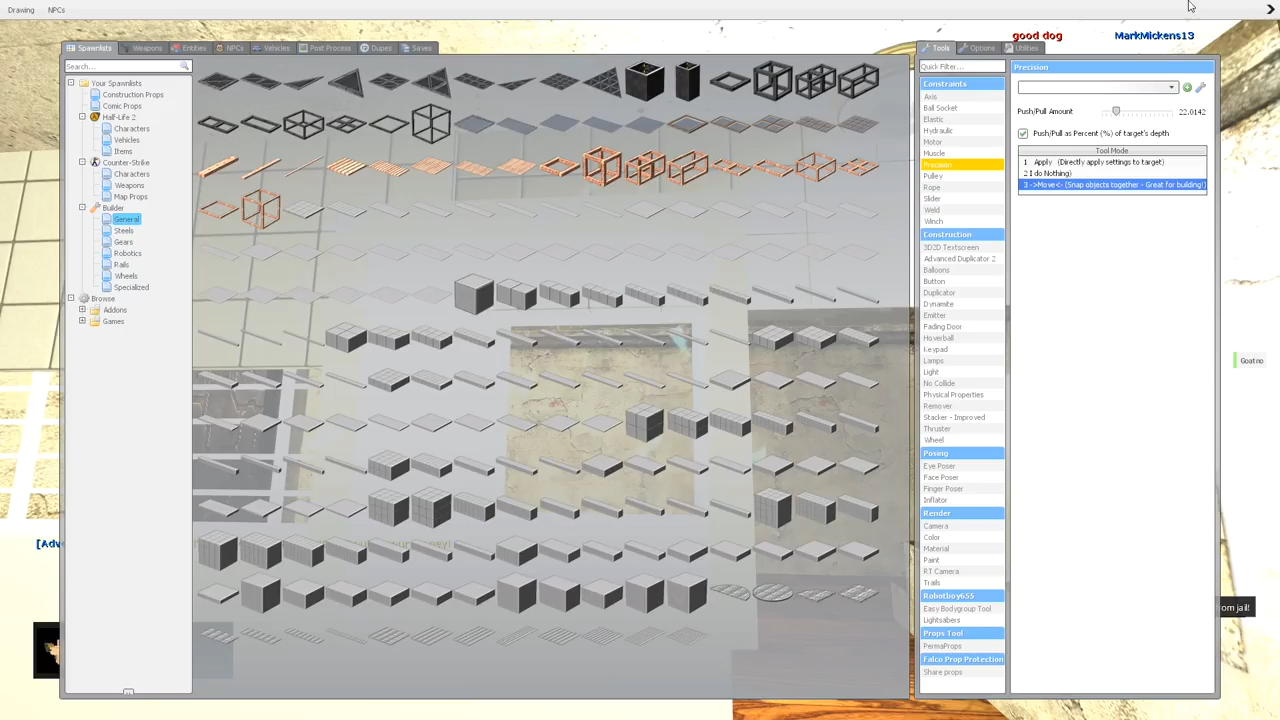 Drawing NPCs
good dog MarkMickens13
Spawnlists Weapons Entities NPCs Vehicles Post Process Dupes Saves
Tools Options Utilities
Search...
Your Spawnlists
Construction Props
Comic Props
Half-Life 2
Characters
Vehicles
Items
Counter-Strike
Characters
Weapons
Map Props
Builder
General
Steels
Gears
Robotics
Rails
Wheels
Specialized
Browse
Addons
Games
[Adv
Quick Filter...
Constraints
Axis
Ball Socket
Elastic
Hydraulic
Motor
Muscle
Precision
Pulley
Rope
Slider
Weld
Winch
Construction
3D2D Textscreen
Advanced Duplicator 2
Balloons
Button
Duplicator
Dynamite
Emitter
Fading Door
Hoverball
Keypad
Lamps
Light
No Collide
Physical Properties
Remover
Stacker - Improved
Thruster
Wheel
Posing
Eye Poser
Face Poser
Finger Poser
Inflator
Render
Camera
Color
Material
Paint
RT Camera
Trails
Robotboy655
Easy Bodygroup Tool
Lightsabers
Props Tool
PermaProps
Falco Prop Protection
Share props
Precision
Push/Pull Amount 22.0142
Push/Pull as Percent (%) of target's depth
Tool Mode
1 Apply (Directly apply settings to target)
2 I do Nothing)
3 ->Move<- (Snap objects together - Great for building!)
Goatno
om jail!